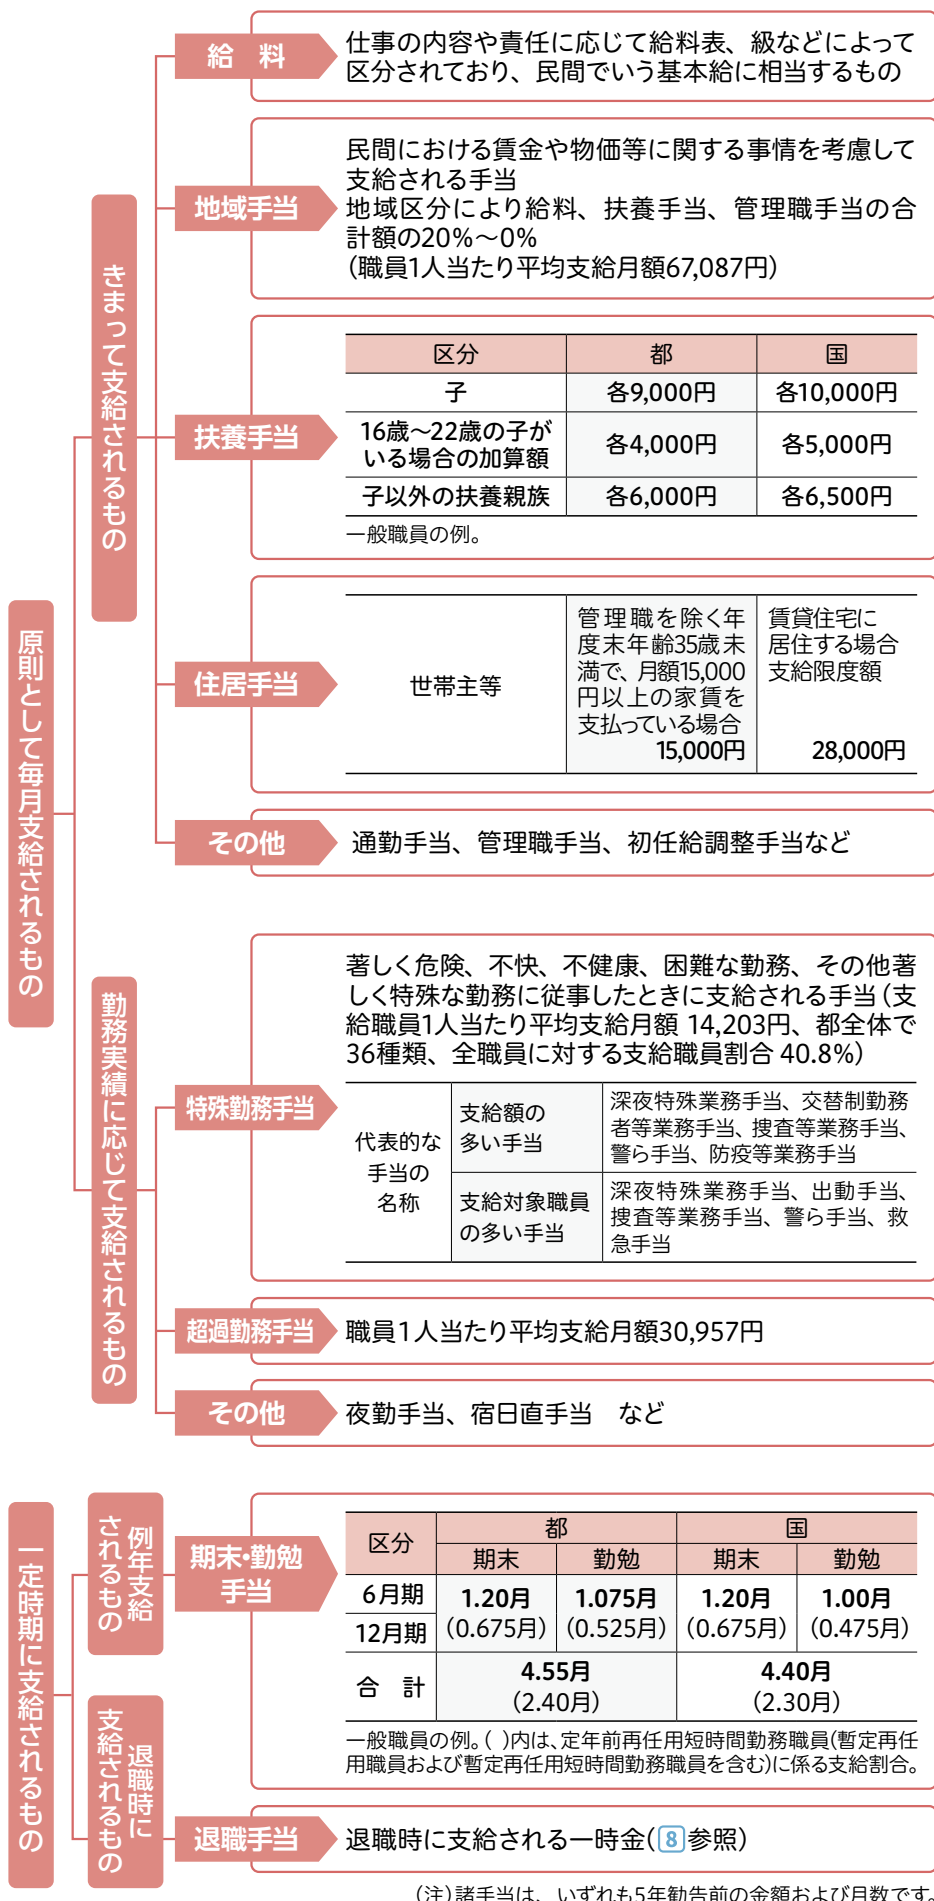 原則として毎月支給されるもの
きまって支給されるもの
給 料
仕事の内容や責任に応じて給料表、級などによって
区分されており、民間でいう基本給に相当するもの
地域手当
民間における賃金や物価等に関する事情を考慮して
支給される手当
地域区分により給料、扶養手当、管理職手当の合
計額の20%～0%
(職員1人当たり平均支給月額67,087円)
扶養手当
区分 都 国
子 各9,000円 各10,000円
16歳～22歳の子が
いる場合の加算額 各4,000円 各5,000円
子以外の扶養親族 各6,000円 各6,500円
一般職員の例。
住居手当
世帯主等
管理職を除く年
度末年齢35歳未
満で、月額15,000
円以上の家賃を
支払っている場合
15,000円
賃貸住宅に
居住する場合
支給限度額
28,000円
その他
通勤手当、管理職手当、初任給調整手当など
勤務実績に応じて支給されるもの
特殊勤務手当
著しく危険、不快、不健康、困難な勤務、その他著
しく特殊な勤務に従事したときに支給される手当(支
給職員1人当たり平均支給月額 14,203円、都全体で
36種類、全職員に対する支給職員割合 40.8%)
代表的な
手当の
名称
支給額の
多い手当
深夜特殊業務手当、交替制勤務
者等業務手当、捜査等業務手当、
警ら手当、防疫等業務手当
支給対象職員
の多い手当
深夜特殊業務手当、出動手当、
捜査等業務手当、警ら手当、救
急手当
超過勤務手当
職員1人当たり平均支給月額30,957円
その他
夜勤手当、宿日直手当 など
一定時期に支給されるもの
例年支給
されるもの
期末・勤勉
手当
区分 都 国
期末 勤勉 期末 勤勉
6月期 1.20月 1.075月 1.20月 1.00月
12月期 (0.675月) (0.525月) (0.675月) (0.475月)
合 計 4.55月 4.40月
(2.40月) (2.30月)
一般職員の例。( )内は、定年前再任用短時間勤務職員(暫定再任
用職員および暫定再任用短時間勤務職員を含む)に係る支給割合。
退職時に
支給されるもの
退職手当
退職時に支給される一時金(8参照)
(注)諸手当は、いずれも5年勧告前の金額および月数です。